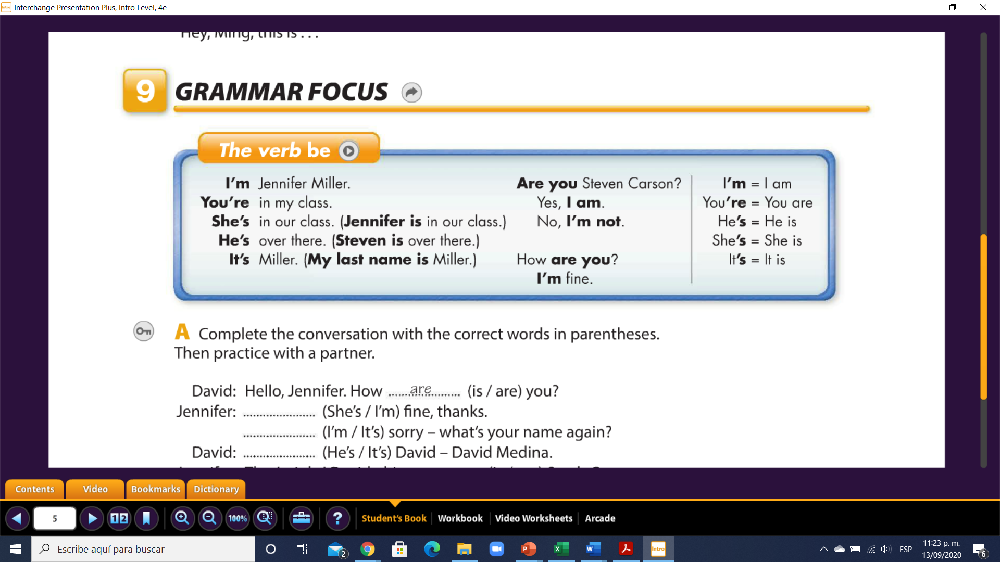 Interchange Presentation Plus, Intro Level, 4e
Hey, Ming, this is . . .
9 GRAMMAR FOCUS
The verb be
I'm Jennifer Miller.
You're in my class.
She's in our class. (Jennifer is in our class.)
He's over there. (Steven is over there.)
It's Miller. (My last name is Miller.)
Are you Steven Carson?
Yes, I am.
No, I'm not.
How are you?
I'm fine.
I'm = I am
You're = You are
He's = He is
She's = She is
It's = It is
A Complete the conversation with the correct words in parentheses.
Then practice with a partner.
David: Hello, Jennifer. How ......are...... (is / are) you?
Jennifer: ...................... (She's / I'm) fine, thanks.
...................... (I'm / It's) sorry – what's your name again?
David: ...................... (He's / It's) David – David Medina.
Contents Video Bookmarks Dictionary
5 12 100% ? Student's Book Workbook Video Worksheets Arcade
Escribe aquí para buscar
2
Intro
ESP
11:23 p. m.
13/09/2020
6